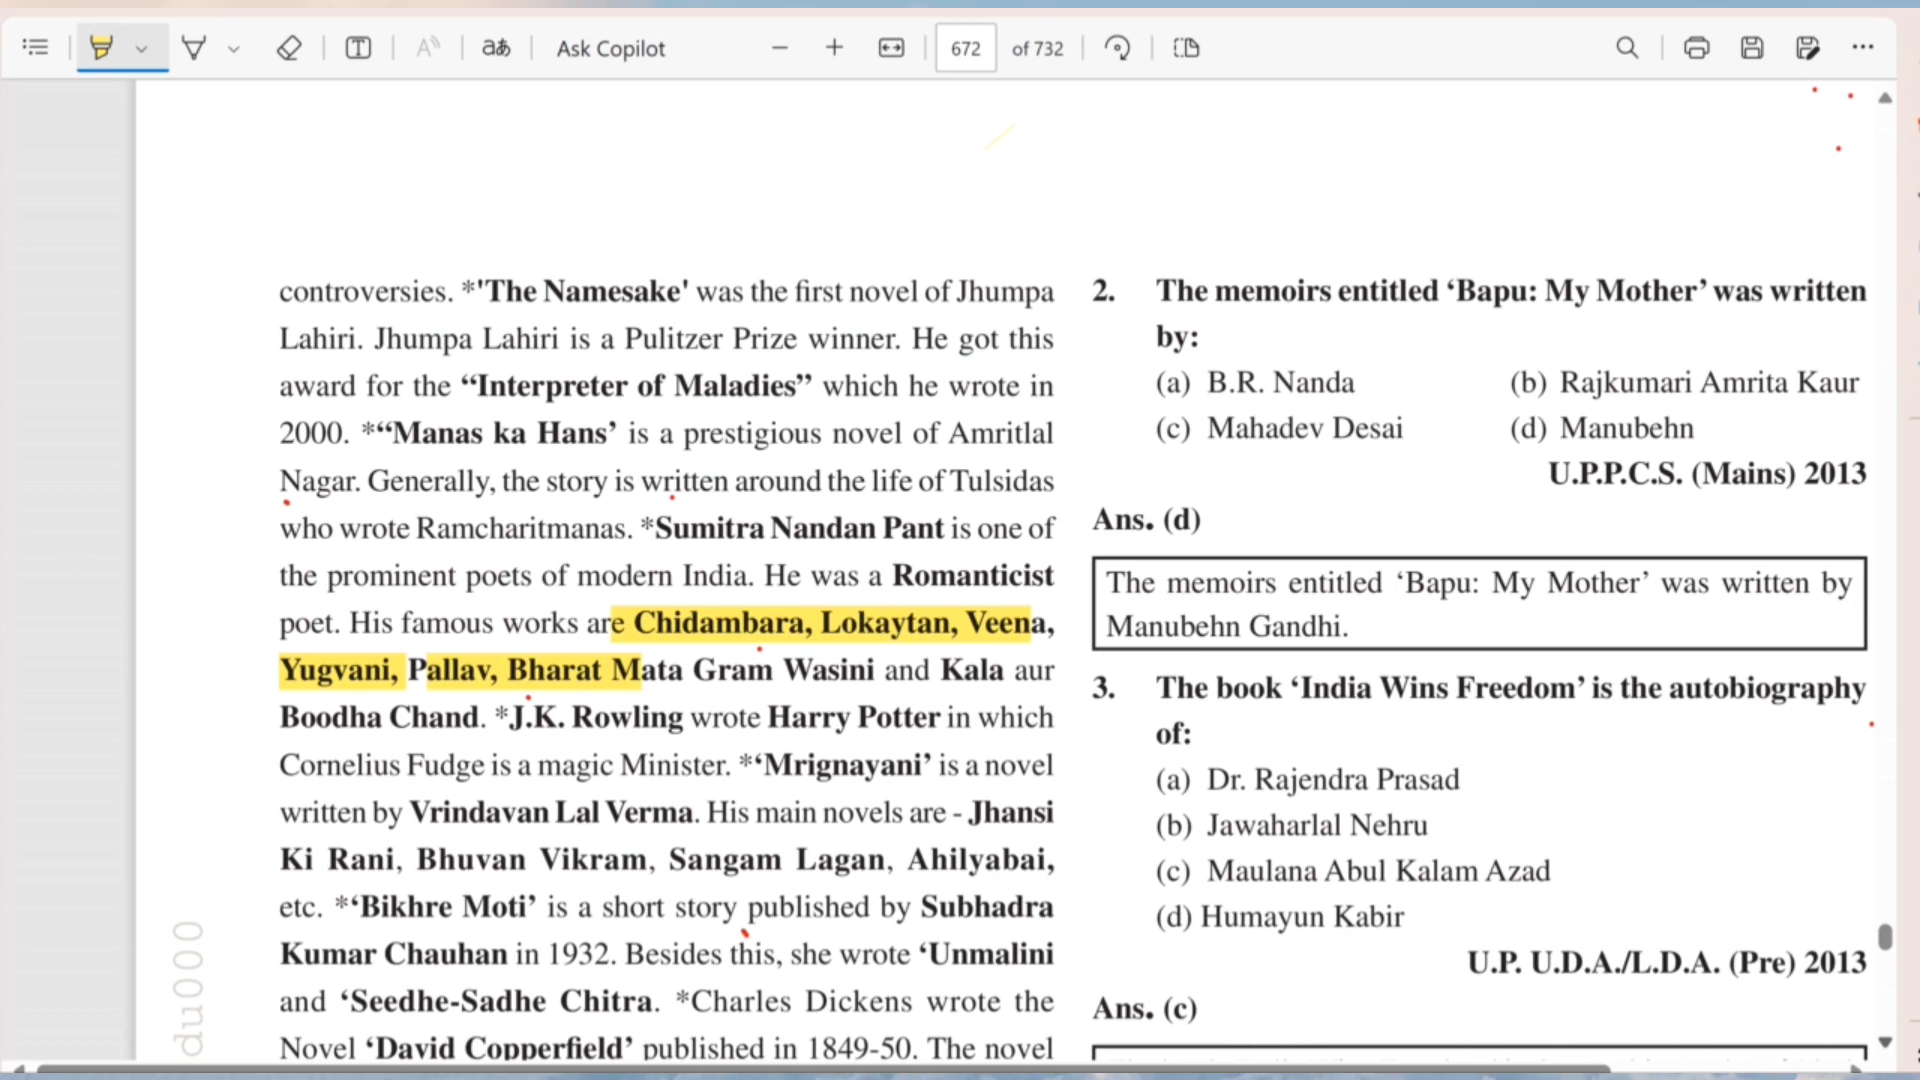 Ask Copilot
672 of 732
controversies. *'The Namesake' was the first novel of Jhumpa
Lahiri. Jhumpa Lahiri is a Pulitzer Prize winner. He got this
award for the “Interpreter of Maladies” which he wrote in
2000. *“Manas ka Hans’ is a prestigious novel of Amritlal
Nagar. Generally, the story is written around the life of Tulsidas
who wrote Ramcharitmanas. *Sumitra Nandan Pant is one of
the prominent poets of modern India. He was a Romanticist
poet. His famous works are Chidambara, Lokaytan, Veena,
Yugvani, Pallav, Bharat Mata Gram Wasini and Kala aur
Boodha Chand. *J.K. Rowling wrote Harry Potter in which
Cornelius Fudge is a magic Minister. *‘Mrignayani’ is a novel
written by Vrindavan Lal Verma. His main novels are - Jhansi
Ki Rani, Bhuvan Vikram, Sangam Lagan, Ahilyabai,
etc. *‘Bikhre Moti’ is a short story published by Subhadra
Kumar Chauhan in 1932. Besides this, she wrote ‘Unmalini
and ‘Seedhe-Sadhe Chitra. *Charles Dickens wrote the
Novel ‘David Copperfield’ published in 1849-50. The novel
2. The memoirs entitled ‘Bapu: My Mother’ was written
by:
(a) B.R. Nanda (b) Rajkumari Amrita Kaur
(c) Mahadev Desai (d) Manubehn
U.P.P.C.S. (Mains) 2013
Ans. (d)
The memoirs entitled ‘Bapu: My Mother’ was written by
Manubehn Gandhi.
3. The book ‘India Wins Freedom’ is the autobiography
of:
(a) Dr. Rajendra Prasad
(b) Jawaharlal Nehru
(c) Maulana Abul Kalam Azad
(d) Humayun Kabir
U.P. U.D.A./L.D.A. (Pre) 2013
Ans. (c)
du000